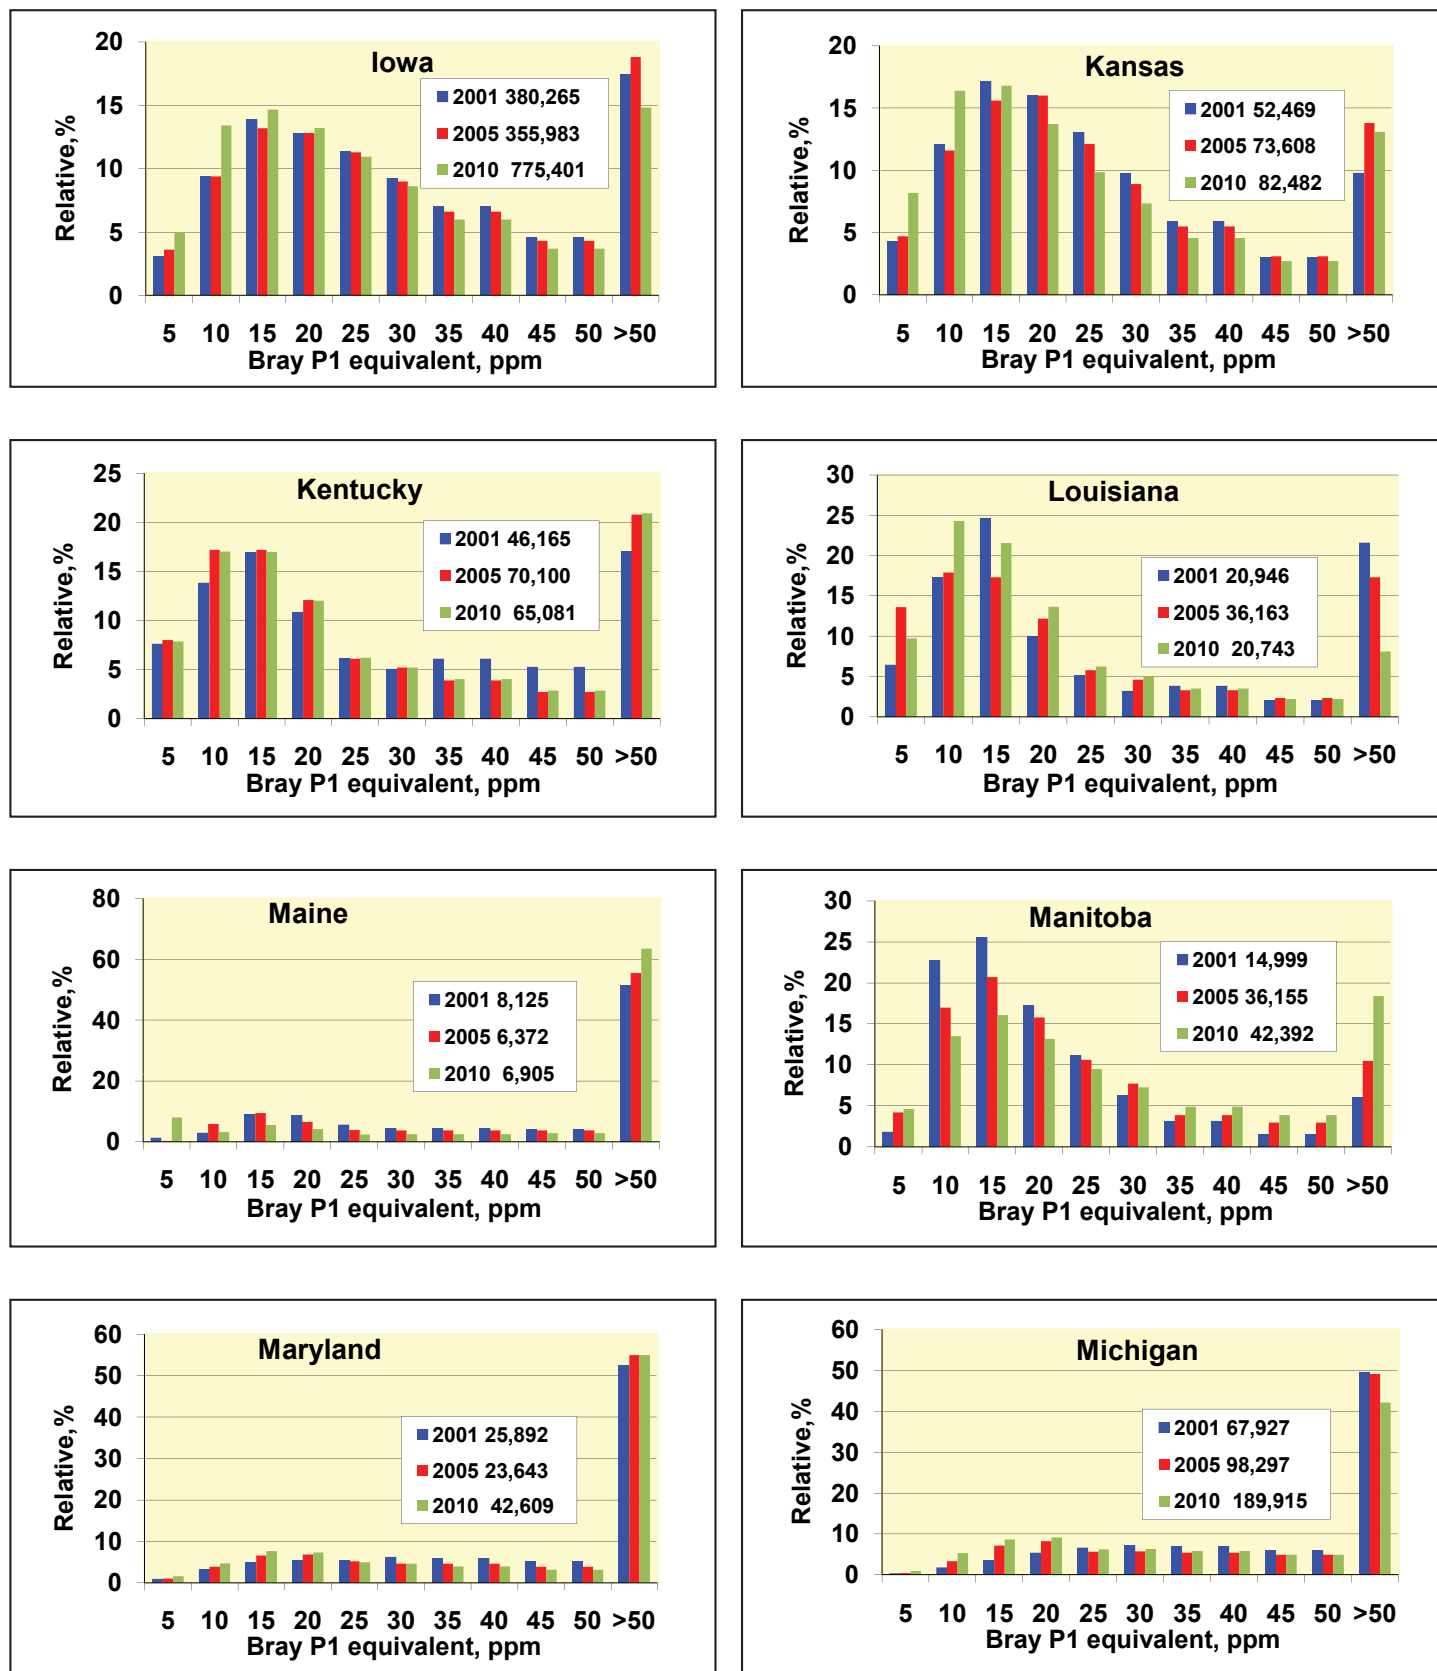 Iowa
Relative,%
20
15
10
5
0
2001 380,265
2005 355,983
2010 775,401
5 10 15 20 25 30 35 40 45 50 >50
Bray P1 equivalent, ppm
Kansas
Relative,%
20
15
10
5
0
2001 52,469
2005 73,608
2010 82,482
5 10 15 20 25 30 35 40 45 50 >50
Bray P1 equivalent, ppm
Kentucky
Relative,%
25
20
15
10
5
0
2001 46,165
2005 70,100
2010 65,081
5 10 15 20 25 30 35 40 45 50 >50
Bray P1 equivalent, ppm
Louisiana
Relative,%
30
25
20
15
10
5
0
2001 20,946
2005 36,163
2010 20,743
5 10 15 20 25 30 35 40 45 50 >50
Bray P1 equivalent, ppm
Maine
Relative,%
80
60
40
20
0
2001 8,125
2005 6,372
2010 6,905
5 10 15 20 25 30 35 40 45 50 >50
Bray P1 equivalent, ppm
Manitoba
Relative,%
30
25
20
15
10
5
0
2001 14,999
2005 36,155
2010 42,392
5 10 15 20 25 30 35 40 45 50 >50
Bray P1 equivalent, ppm
Maryland
Relative,%
60
50
40
30
20
10
0
2001 25,892
2005 23,643
2010 42,609
5 10 15 20 25 30 35 40 45 50 >50
Bray P1 equivalent, ppm
Michigan
Relative,%
60
50
40
30
20
10
0
2001 67,927
2005 98,297
2010 189,915
5 10 15 20 25 30 35 40 45 50 >50
Bray P1 equivalent, ppm